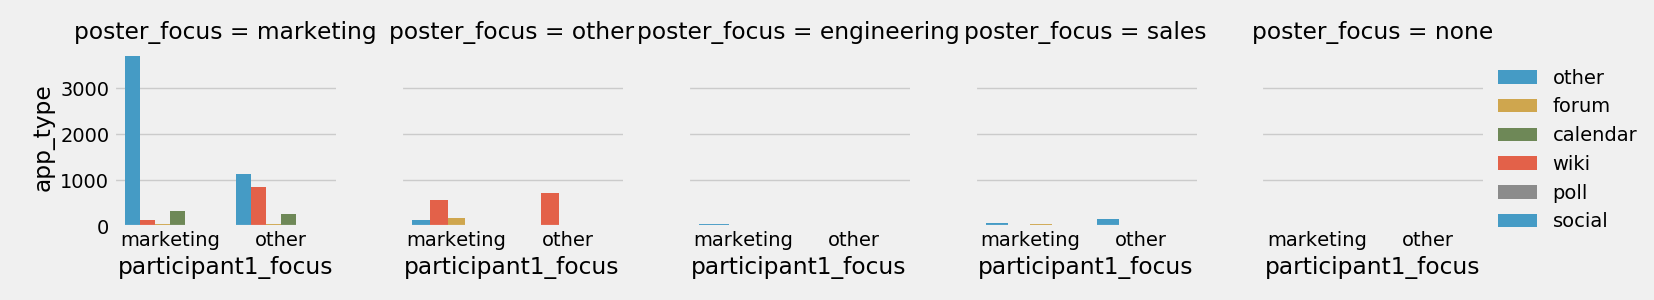 poster_focus = marketing
poster_focus = other
poster_focus = engineering
poster_focus = sales
poster_focus = none
app_type
3000
2000
1000
0
marketing other
marketing other
marketing other
marketing other
marketing other
participant1_focus
participant1_focus
participant1_focus
participant1_focus
participant1_focus
other
forum
calendar
wiki
poll
social